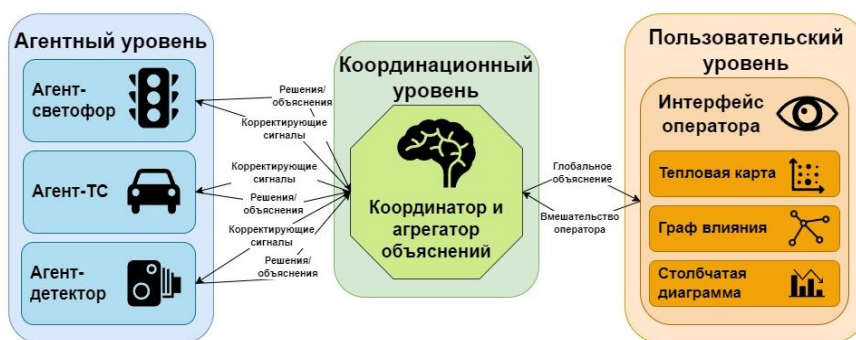 Агентный уровень
Агент-
светофор
Агент-ТС
Агент-
детектор
Решения/
объяснения
Корректирующие
сигналы
Корректирующие
сигналы
Решения/
объяснения
Корректирующие
сигналы
Решения/
объяснения
Координационный
уровень
Координатор и
агрегатор
объяснений
Глобальное
объяснение
Вмешательство
оператора
Пользовательский
уровень
Интерфейс
оператора
Тепловая карта
Граф влияния
Столбчатая
диаграмма